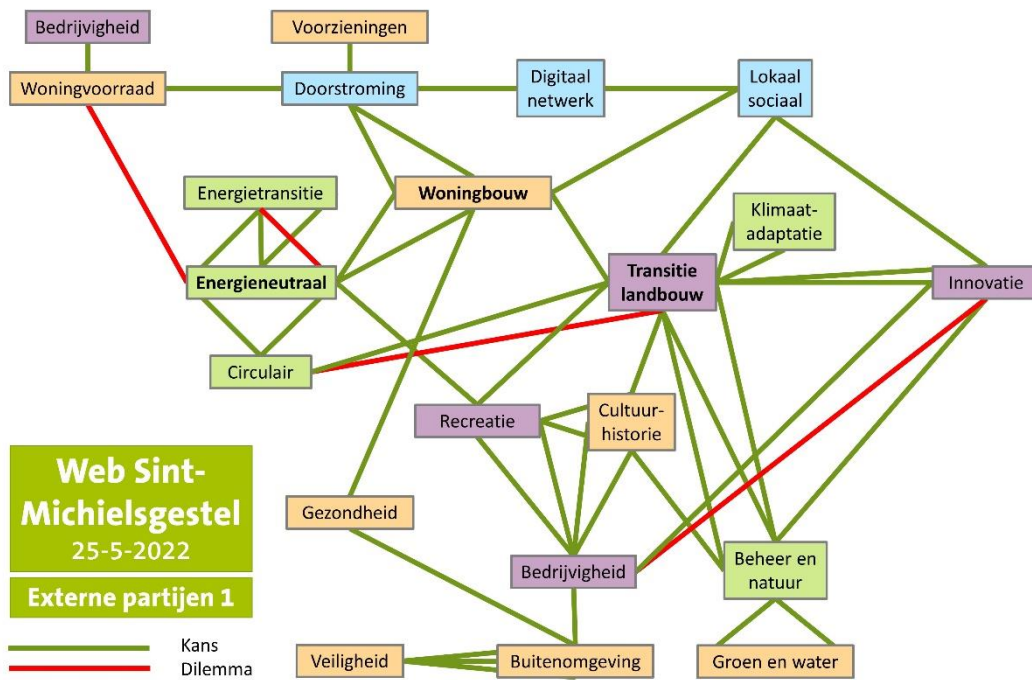 Bedrijvigheid
Voorzieningen
Woningvoorraad
Doorstroming
Digitaal
netwerk
Lokaal
sociaal
Energietransitie
Woningbouw
Klimaat-
adaptatie
Energieneutraal
Transitie
landbouw
Innovatie
Circulair
Recreatie
Cultuur-
historie
Web Sint-
Michielsgestel
25-5-2022
Externe partijen 1
Gezondheid
Bedrijvigheid
Beheer en
natuur
Kans
Dilemma
Veiligheid
Buitenomgeving
Groen en water